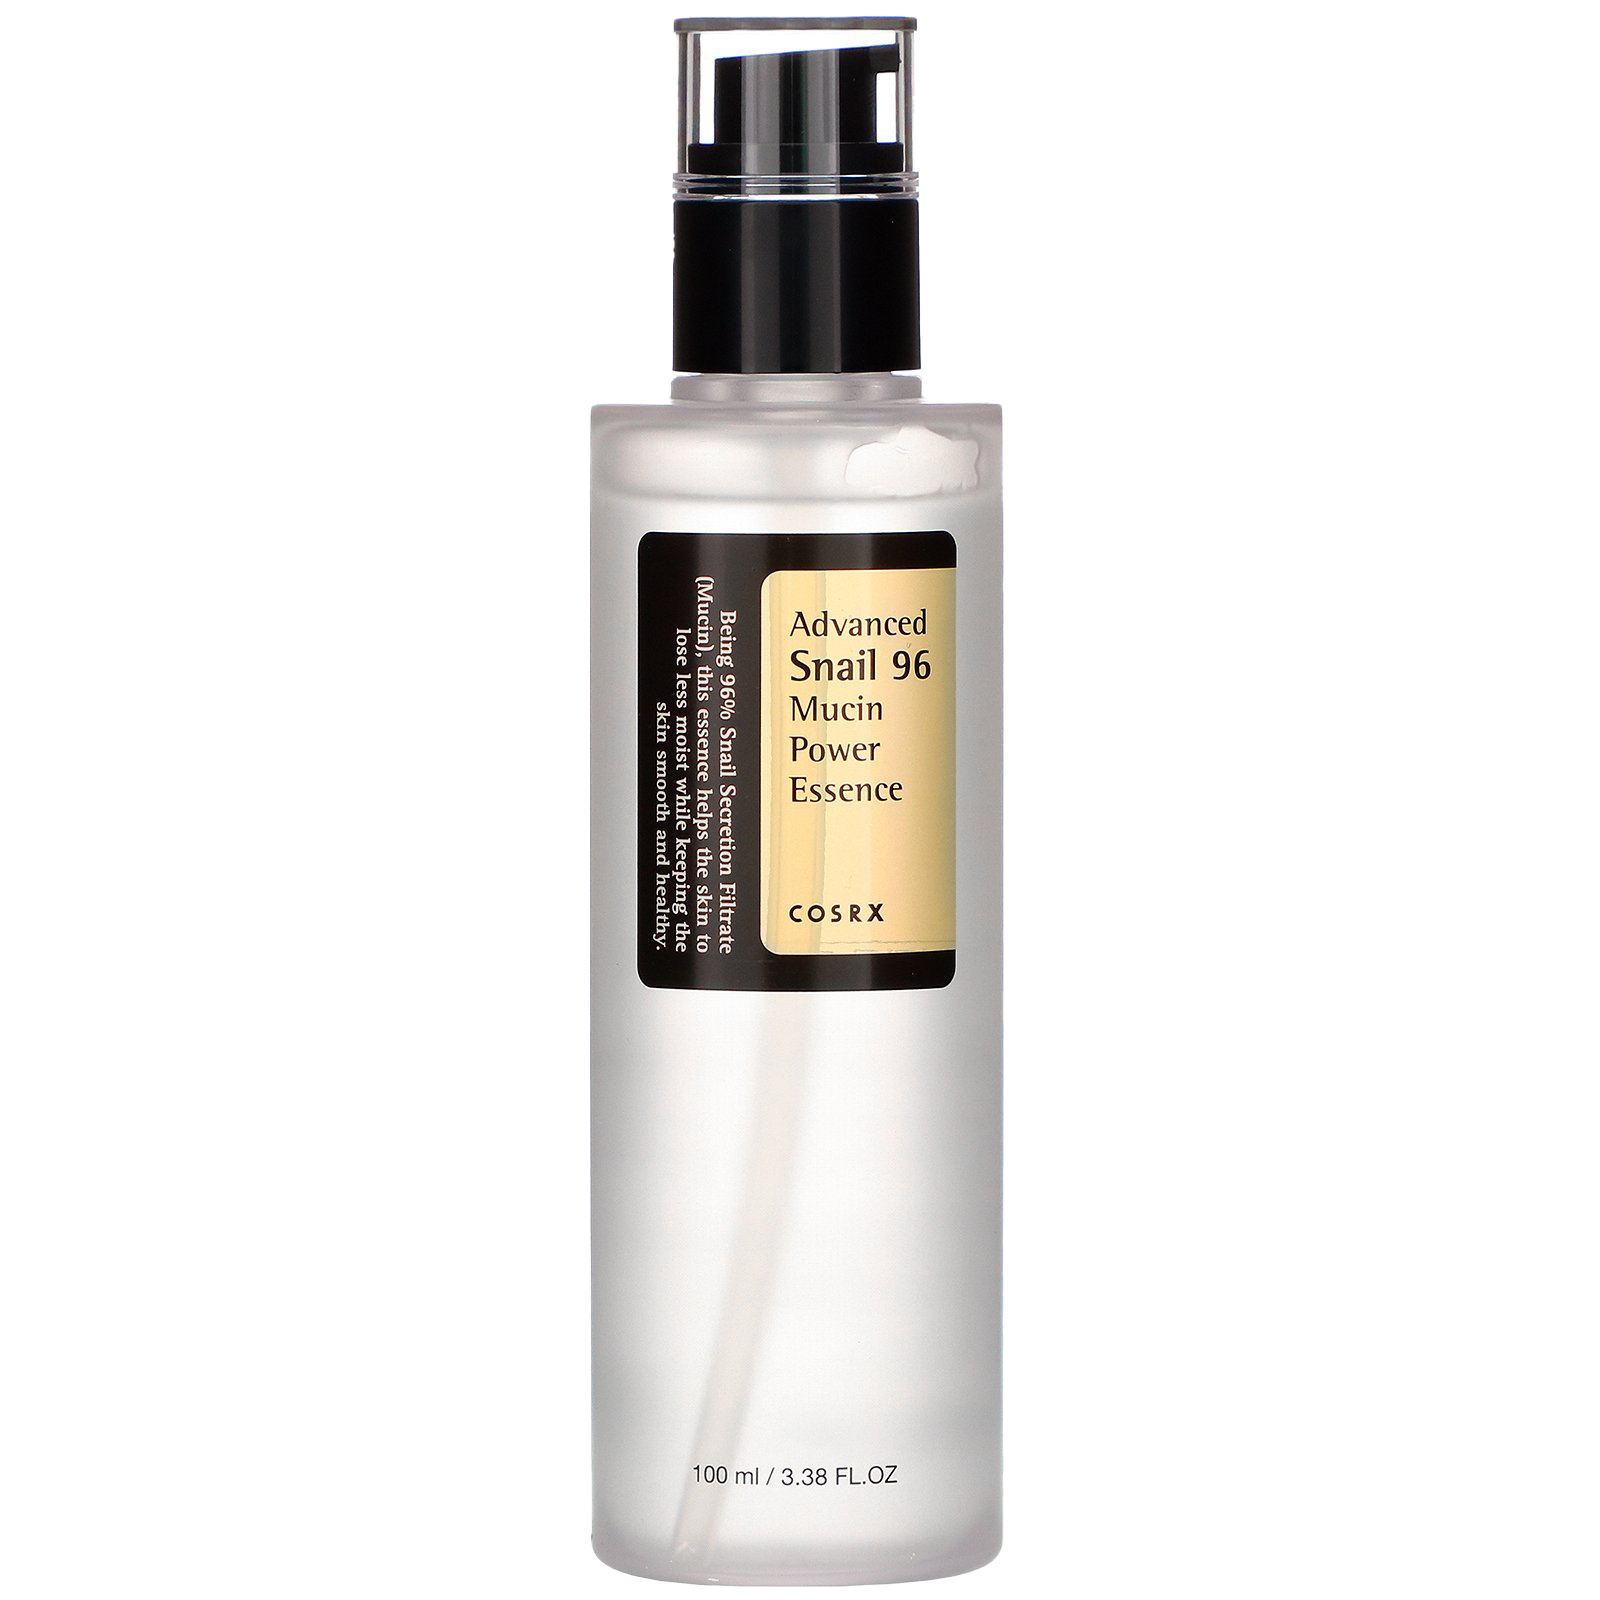 Advanced
Snail 96
Mucin
Power
Essence
COSRX
Being 96% Snail Secretion Filtrate
(Mucin), this essence helps the skin to
lose less moist while keeping the
skin smooth and healthy.
100 ml / 3.38 FL.OZ